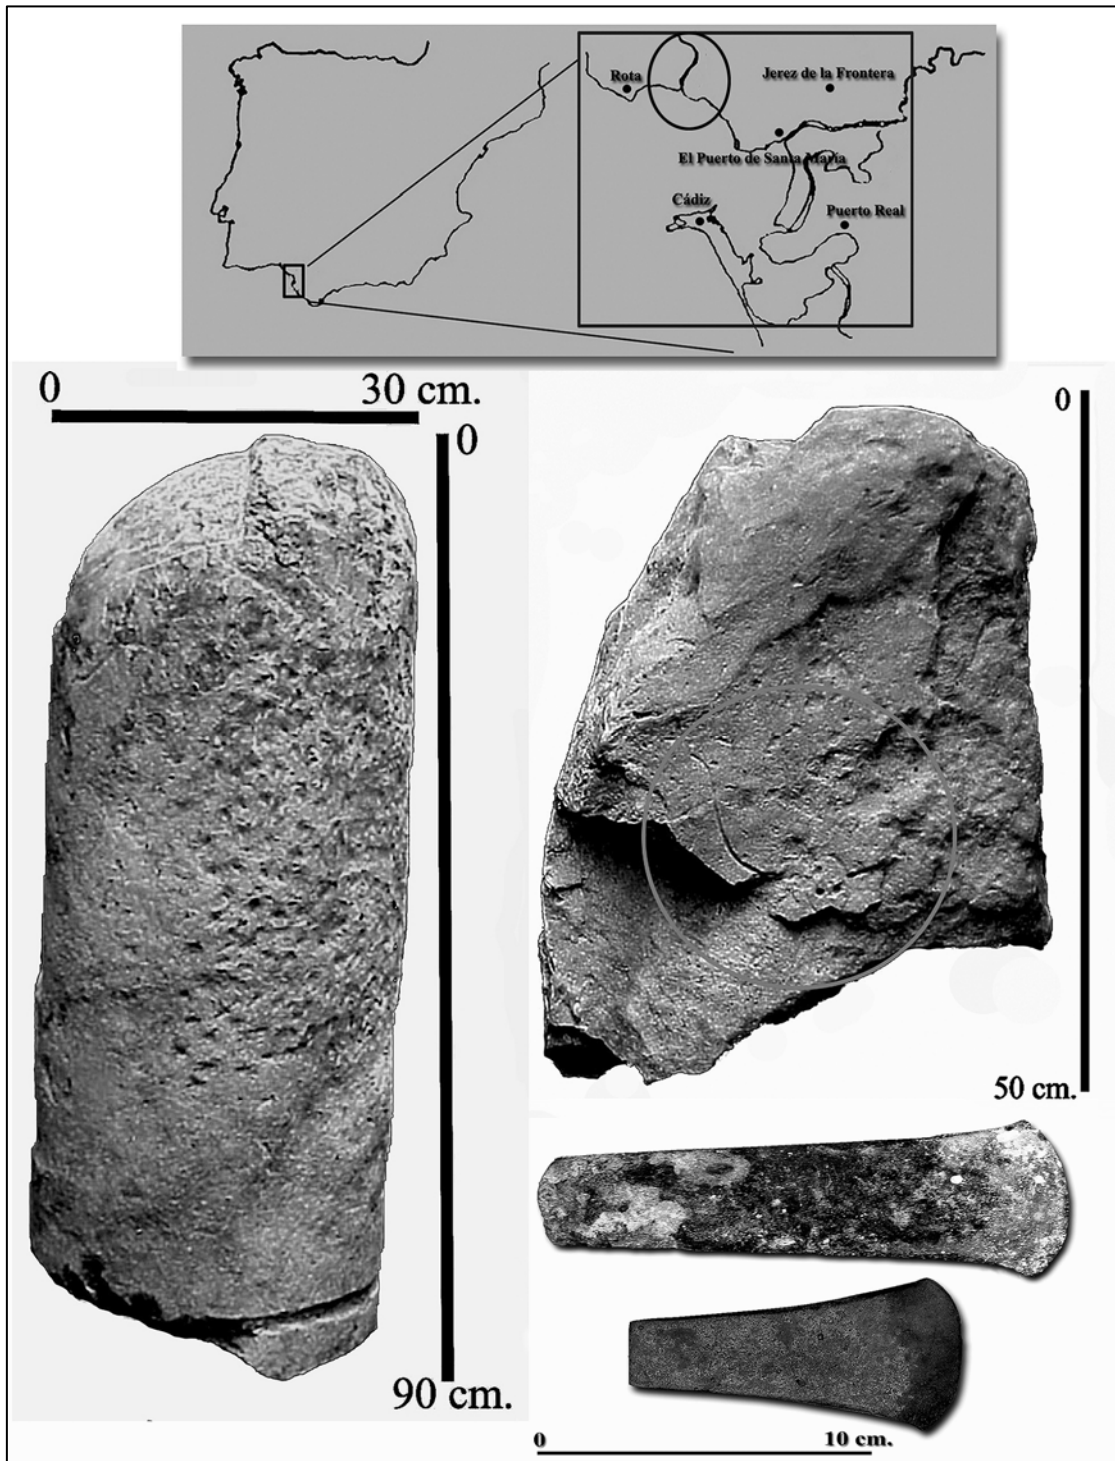 Rota
Jerez de la Frontera
El Puerto de Santa María
Cádiz
Puerto Real
0 30 cm.
0
90 cm.
0
50 cm.
0 10 cm.